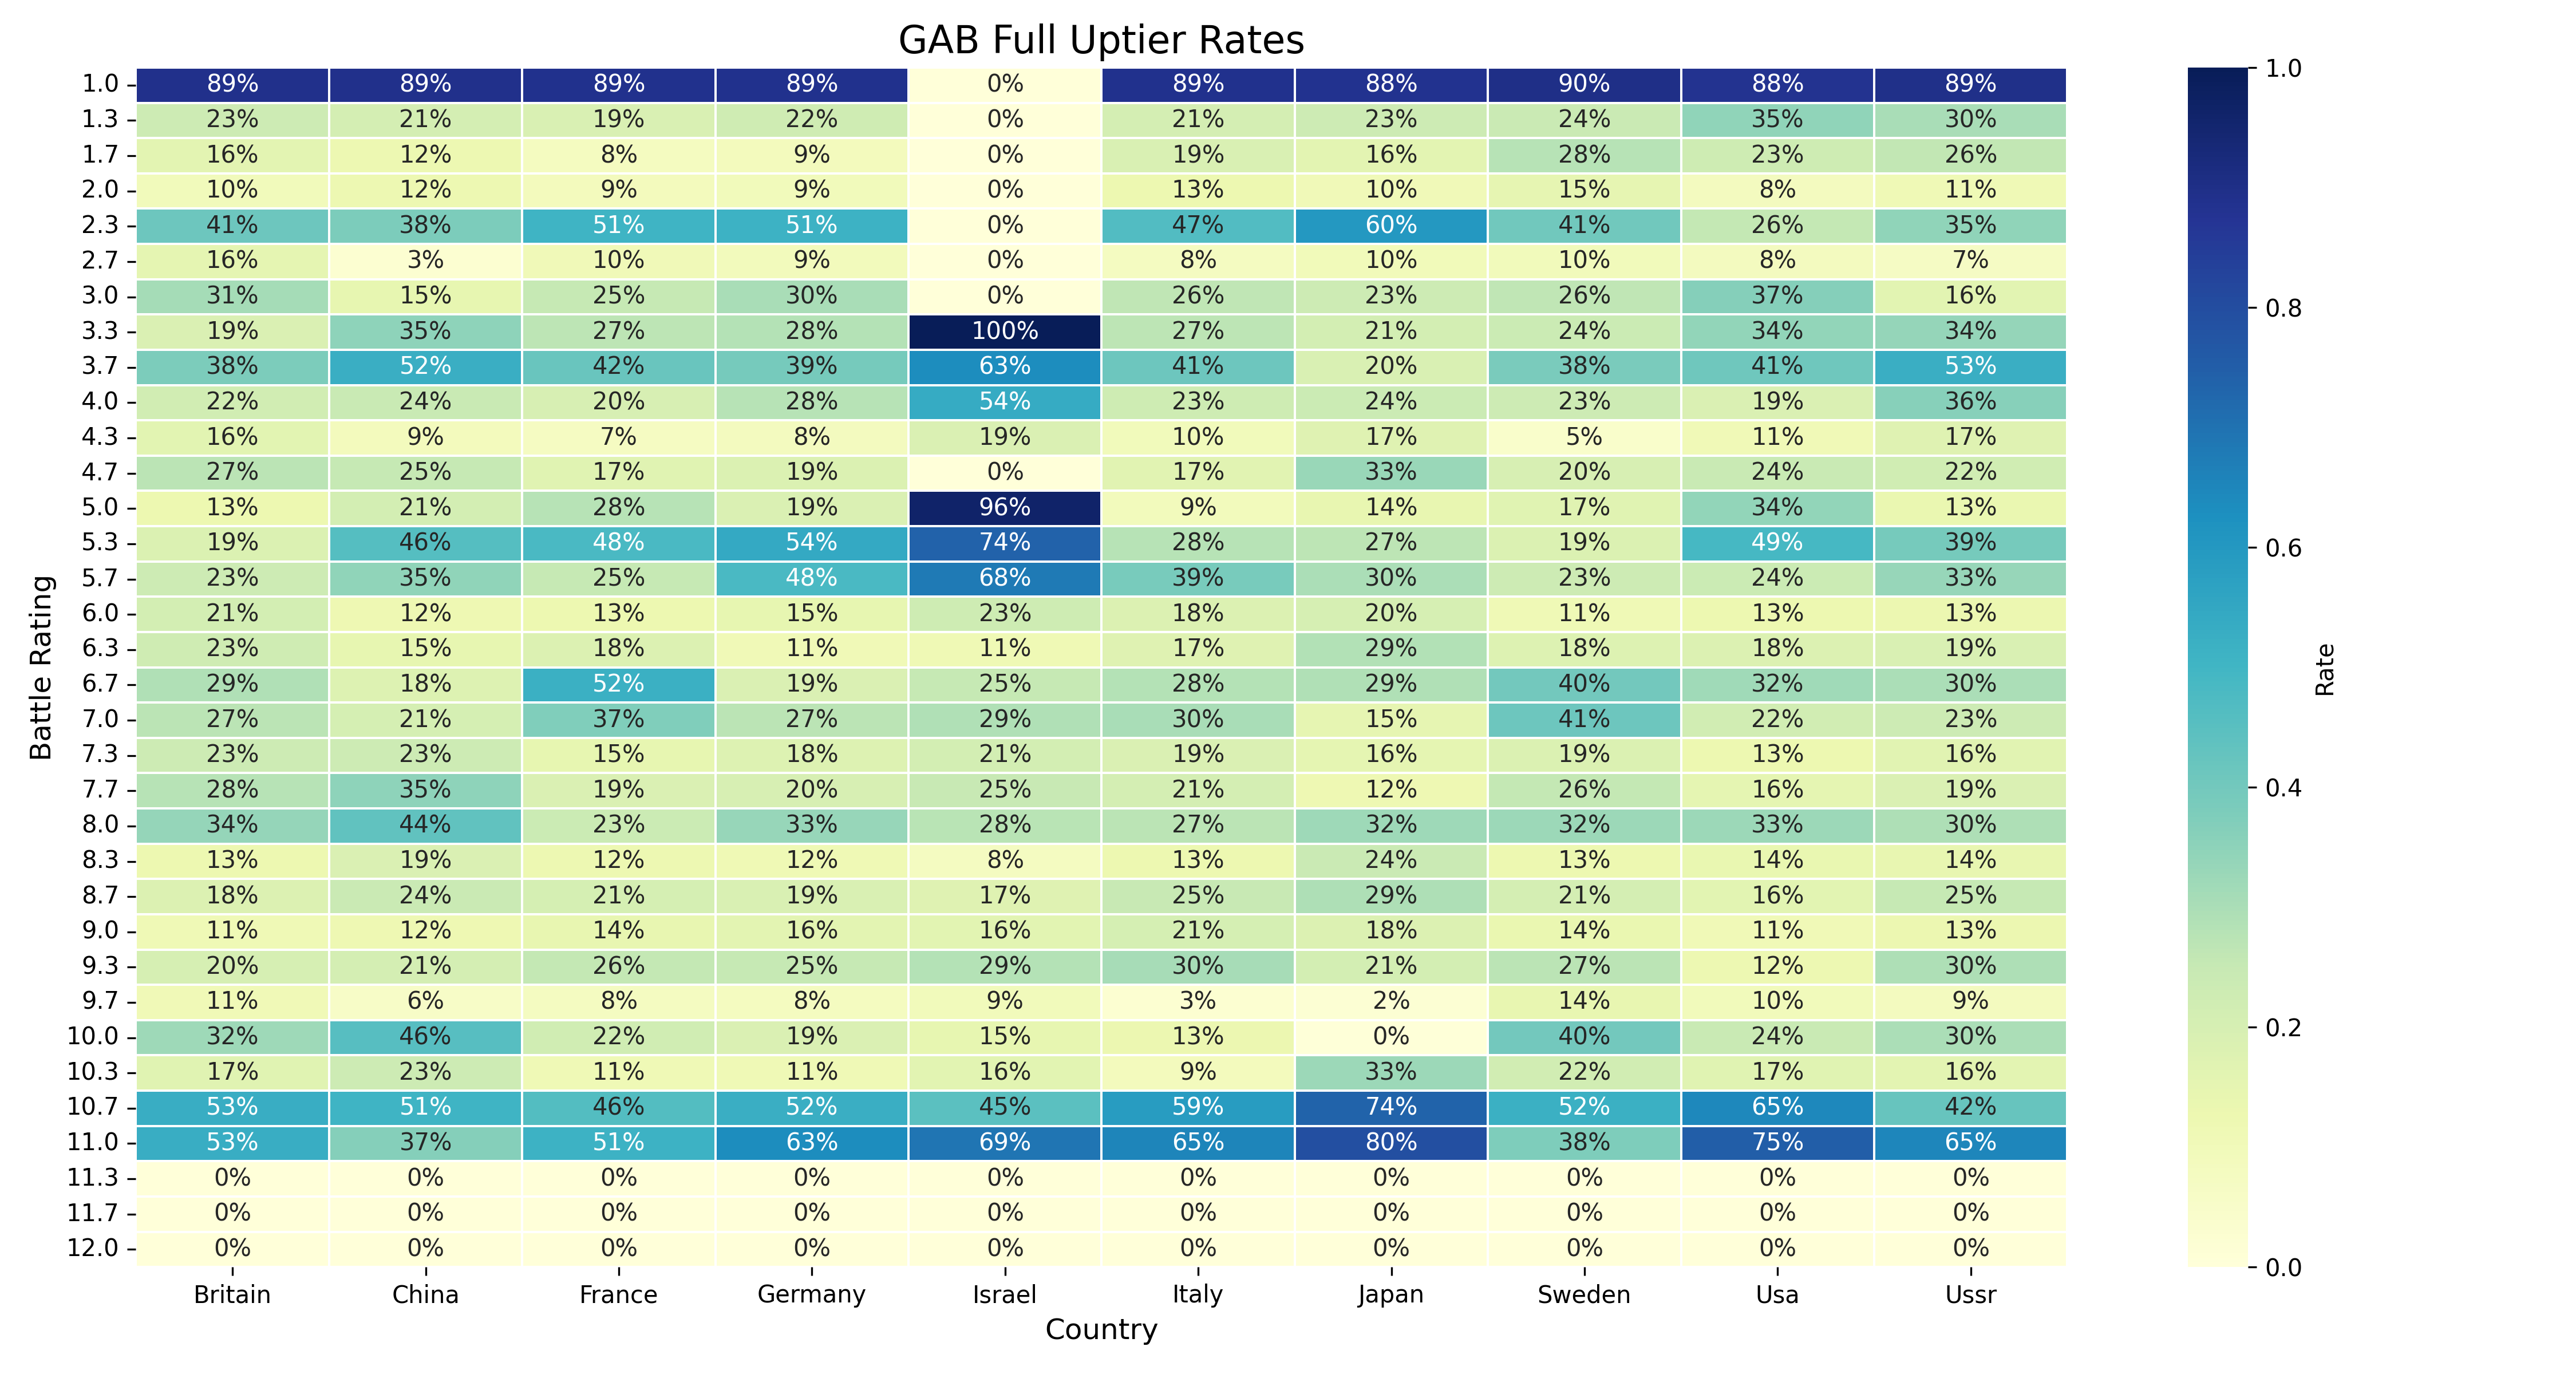 GAB Full Uptier Rates
1.0 89% 89% 89% 89% 0% 89% 88% 90% 88% 89%
1.3 23% 21% 19% 22% 0% 21% 23% 24% 35% 30%
1.7 16% 12% 8% 9% 0% 19% 16% 28% 23% 26%
2.0 10% 12% 9% 9% 0% 13% 10% 15% 8% 11%
2.3 41% 38% 51% 51% 0% 47% 60% 41% 26% 35%
2.7 16% 3% 10% 9% 0% 8% 10% 10% 8% 7%
3.0 31% 15% 25% 30% 0% 26% 23% 26% 37% 16%
3.3 19% 35% 27% 28% 100% 27% 21% 24% 34% 34%
3.7 38% 52% 42% 39% 63% 41% 20% 38% 41% 53%
4.0 22% 24% 20% 28% 54% 23% 24% 23% 19% 36%
4.3 16% 9% 7% 8% 19% 10% 17% 5% 11% 17%
4.7 27% 25% 17% 19% 0% 17% 33% 20% 24% 22%
5.0 13% 21% 28% 19% 96% 9% 14% 17% 34% 13%
5.3 19% 46% 48% 54% 74% 28% 27% 19% 49% 39%
5.7 23% 35% 25% 48% 68% 39% 30% 23% 24% 33%
6.0 21% 12% 13% 15% 23% 18% 20% 11% 13% 13%
6.3 23% 15% 18% 11% 11% 17% 29% 18% 18% 19%
6.7 29% 18% 52% 19% 25% 28% 29% 40% 32% 30%
7.0 27% 21% 37% 27% 29% 30% 15% 41% 22% 23%
7.3 23% 23% 15% 18% 21% 19% 16% 19% 13% 16%
7.7 28% 35% 19% 20% 25% 21% 12% 26% 16% 19%
8.0 34% 44% 23% 33% 28% 27% 32% 32% 33% 30%
8.3 13% 19% 12% 12% 8% 13% 24% 13% 14% 14%
8.7 18% 24% 21% 19% 17% 25% 29% 21% 16% 25%
9.0 11% 12% 14% 16% 16% 21% 18% 14% 11% 13%
9.3 20% 21% 26% 25% 29% 30% 21% 27% 12% 30%
9.7 11% 6% 8% 8% 9% 3% 2% 14% 10% 9%
10.0 32% 46% 22% 19% 15% 13% 0% 40% 24% 30%
10.3 17% 23% 11% 11% 16% 9% 33% 22% 17% 16%
10.7 53% 51% 46% 52% 45% 59% 74% 52% 65% 42%
11.0 53% 37% 51% 63% 69% 65% 80% 38% 75% 65%
11.3 0% 0% 0% 0% 0% 0% 0% 0% 0% 0%
11.7 0% 0% 0% 0% 0% 0% 0% 0% 0% 0%
12.0 0% 0% 0% 0% 0% 0% 0% 0% 0% 0%
Britain China France Germany Israel Italy Japan Sweden Usa Ussr
Country
Battle Rating
1.0
0.8
0.6
0.4
0.2
0.0
Rate